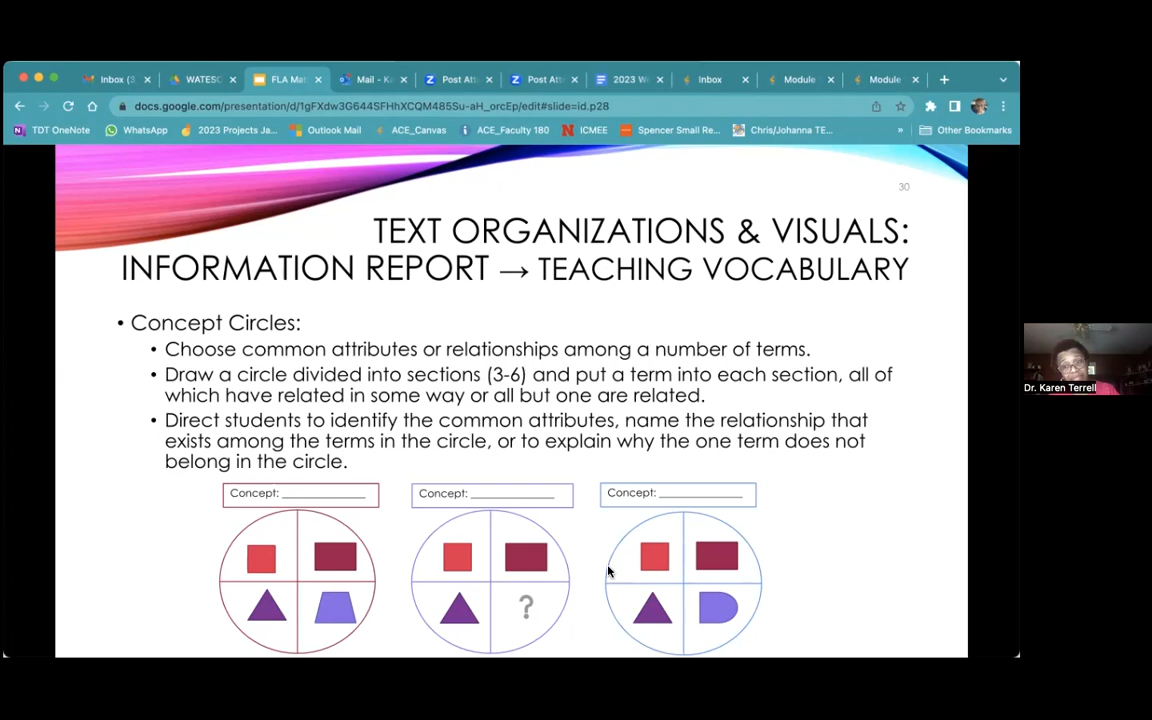 Inbox (3
WATESC
FLA Mat
Mail - Ka
Post Att
Post Att
2023 Wi
Inbox
Module
Module
docs.google.com/presentation/d/1gFXdw3G644SFHhXCQM485Su-aH_orcEp/edit#slide=id.p28
TDT OneNote
WhatsApp
2023 Projects Ja...
Outlook Mail
ACE_Canvas
ACE_Faculty 180
ICMEE
Spencer Small Re...
Chris/Johanna TE...
»
Other Bookmarks
30
TEXT ORGANIZATIONS & VISUALS:
INFORMATION REPORT → TEACHING VOCABULARY
• Concept Circles:
• Choose common attributes or relationships among a number of terms.
• Draw a circle divided into sections (3-6) and put a term into each section, all of
which have related in some way or all but one are related.
• Direct students to identify the common attributes, name the relationship that
exists among the terms in the circle, or to explain why the one term does not
belong in the circle.
Concept: ______________
Concept: ______________
Concept: ______________
?
Dr. Karen Terrell